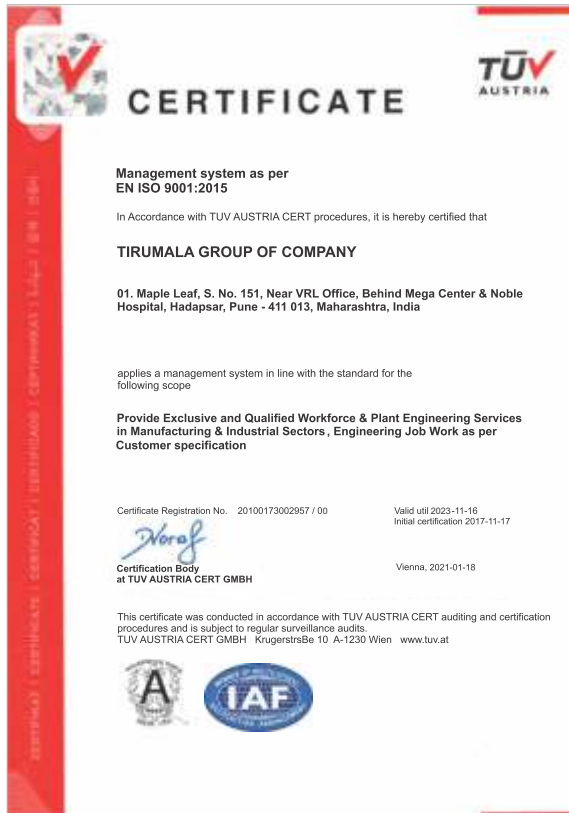 TÜV
AUSTRIA
CERTIFICATE
Management system as per
EN ISO 9001:2015
In Accordance with TUV AUSTRIA CERT procedures, it is hereby certified that
TIRUMALA GROUP OF COMPANY
01. Maple Leaf, S. No. 151, Near VRL Office, Behind Mega Center & Noble
Hospital, Hadapsar, Pune - 411 013, Maharashtra, India
applies a management system in line with the standard for the
following scope
Provide Exclusive and Qualified Workforce & Plant Engineering Services
in Manufacturing & Industrial Sectors, Engineering Job Work as per
Customer specification
Certificate Registration No. 20100173002957 / 00
Valid util 2023-11-16
Initial certification 2017-11-17
Certification Body
at TUV AUSTRIA CERT GMBH
Vienna, 2021-01-18
This certificate was conducted in accordance with TUV AUSTRIA CERT auditing and certification
procedures and is subject to regular surveillance audits.
TUV AUSTRIA CERT GMBH KrugerstrsBe 10 A-1230 Wien www.tuv.at
A
IAF